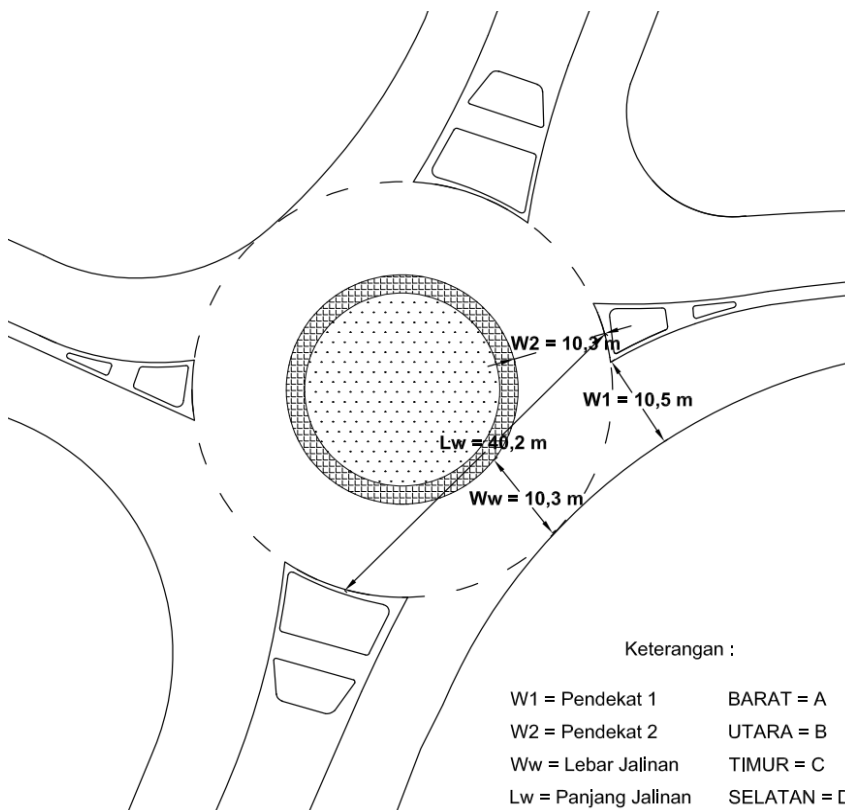 W2 = 10,3 m
W1 = 10,5 m
Lw = 40,2 m
Ww = 10,3 m
Keterangan :
W1 = Pendekat 1 BARAT = A
W2 = Pendekat 2 UTARA = B
Ww = Lebar Jalinan TIMUR = C
Lw = Panjang Jalinan SELATAN = D